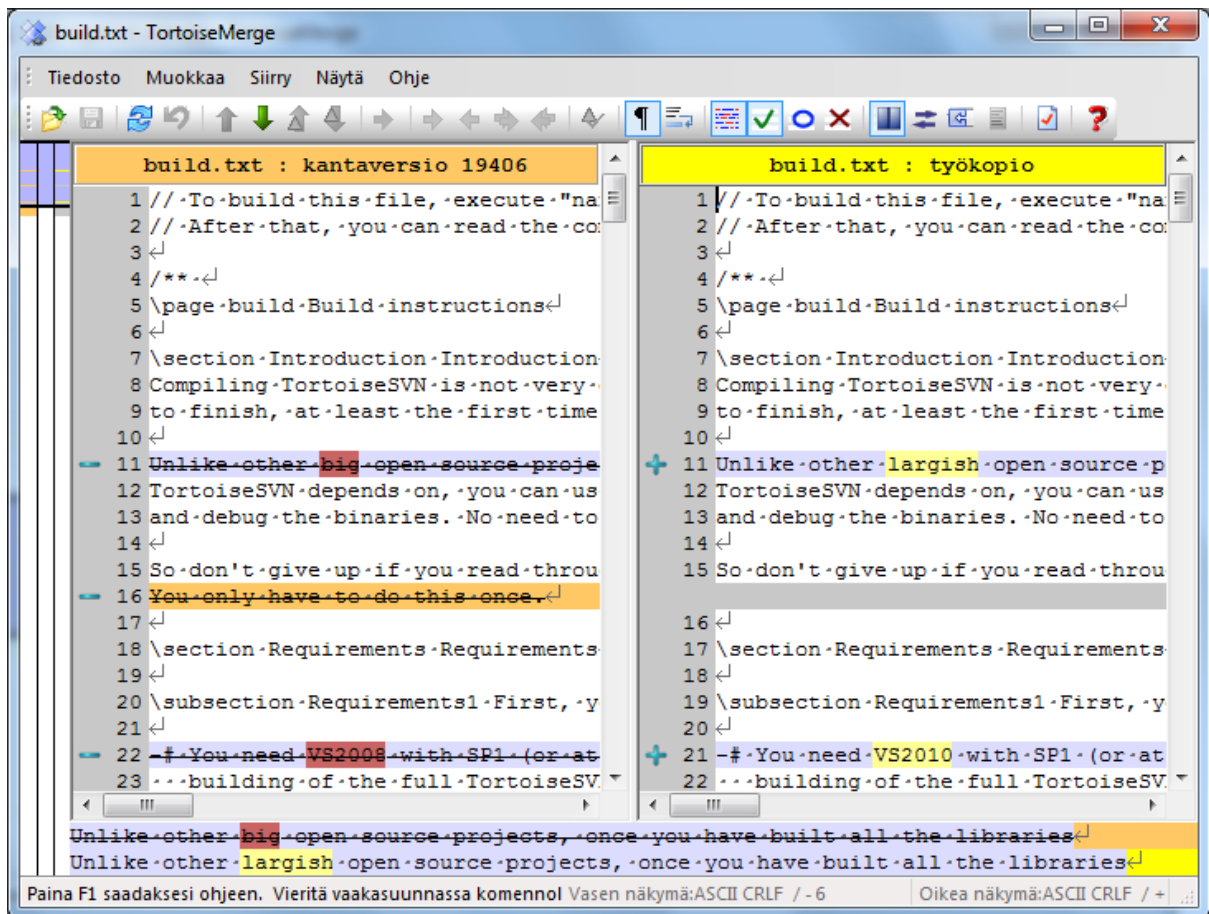 build.txt - TortoiseMerge
Tiedosto Muokkaa Siirry Näytä Ohje
build.txt : kantaversio 19406
1 // To build this file, execute "na
2 // After that, you can read the co
3
4 /**
5 \page build Build instructions
6
7 \section Introduction Introduction
8 Compiling TortoiseSVN is not very
9 to finish, at least the first time
10
11 Unlike other big open source proje
12 TortoiseSVN depends on, you can us
13 and debug the binaries. No need to
14
15 So don't give up if you read throu
16 You only have to do this once.
17
18 \section Requirements Requirements
19
20 \subsection Requirements1 First, y
21
22 -# You need VS2008 with SP1 (or at
23 building of the full TortoiseSV
build.txt : työkopio
1 // To build this file, execute "na
2 // After that, you can read the co
3
4 /**
5 \page build Build instructions
6
7 \section Introduction Introduction
8 Compiling TortoiseSVN is not very
9 to finish, at least the first time
10
11 Unlike other largish open source p
12 TortoiseSVN depends on, you can us
13 and debug the binaries. No need to
14
15 So don't give up if you read throu
16
17 \section Requirements Requirements
18
19 \subsection Requirements1 First, y
20
21 -# You need VS2010 with SP1 (or at
22 building of the full TortoiseSV
Unlike other big open source projects, once you have built all the libraries
Unlike other largish open source projects, once you have built all the libraries
Paina F1 saadaksesi ohjeen. Vieritä vaakasuunnassa komennol Vasen näkymä:ASCII CRLF / - 6 Oikea näkymä:ASCII CRLF / +